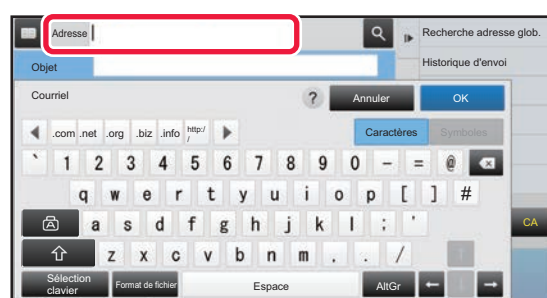 Adresse
Recherche adresse glob.
Objet
Historique d'envoi
Courriel
? Annuler OK
.com .net .org .biz .info http:/
/
Caractères Symboles
` 1 2 3 4 5 6 7 8 9 0 - = @
q w e r t y u i o p [ ] #
a s d f g h j k l ; '
CA
z x c v b n m . . /
Sélection
clavier
Format de fichier Espace AltGr